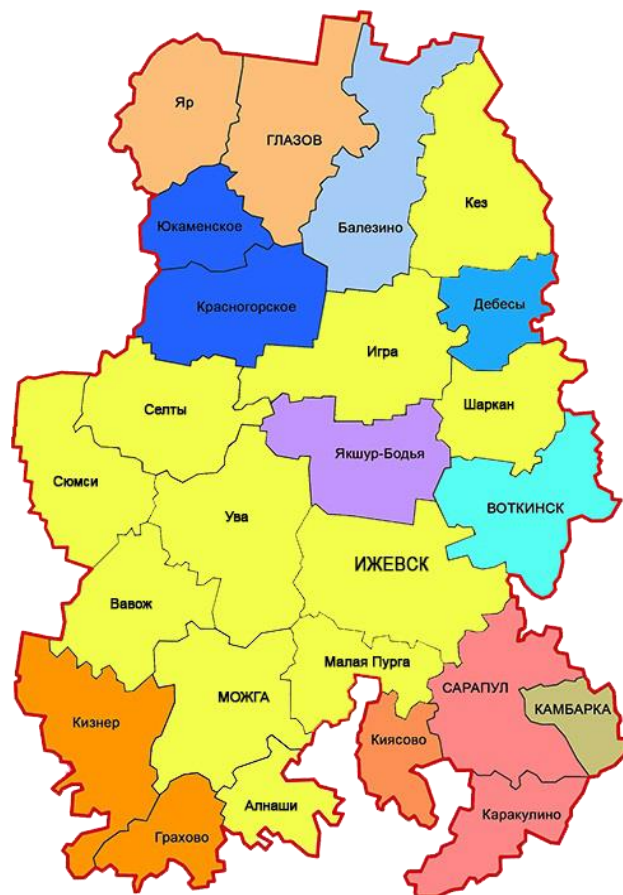 Яр
ГЛАЗОВ
Кез
Юкаменское
Балезино
Красногорское
Дебесы
Игра
Селты
Шаркан
Якшур-Бодья
Сюмси
Ува
ВОТКИНСК
ИЖЕВСК
Вавож
Малая Пурга
САРАПУЛ
МОЖГА
КАМБАРКА
Кизнер
Киясово
Алнаши
Каракулино
Грахово